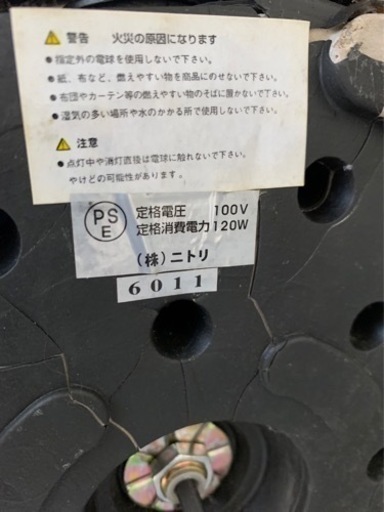 警告 火災の原因になります
●指定外の電球を使用しないで下さい。
●紙、布など、燃えやすい物を商品にのせないで下さい。
●布団やカーテン等の燃えやすい物のそばに置かないで下さい。
●湿気の多い場所や水のかかる所で使用しないで下さい。
注意
●点灯中や消灯直後は電球に触れないで下さい。
やけどの可能性があります。
PS
E
定格電圧 100V
定格消費電力120W
(株)ニトリ
6011